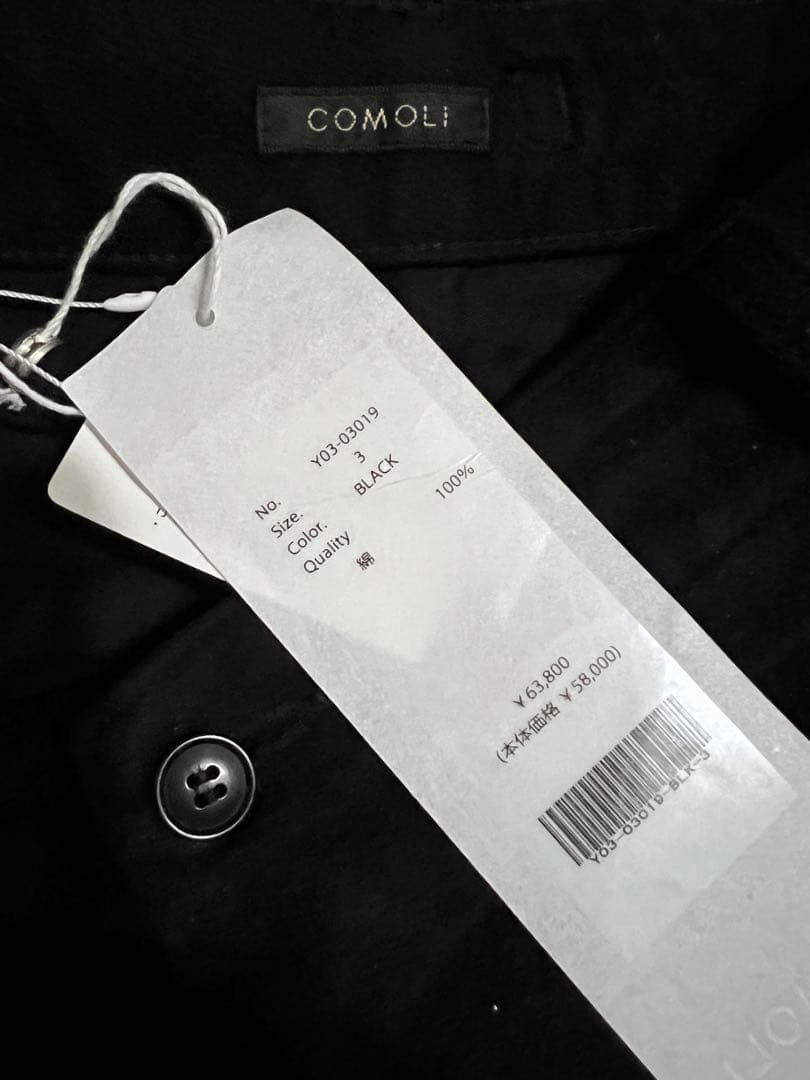 COMOLI
No. Y03-03019
Size. 3
Color. BLACK
Quality 100%
綿
¥63,800
(本体価格 ¥58,000)
Y03-03019-BLK-3